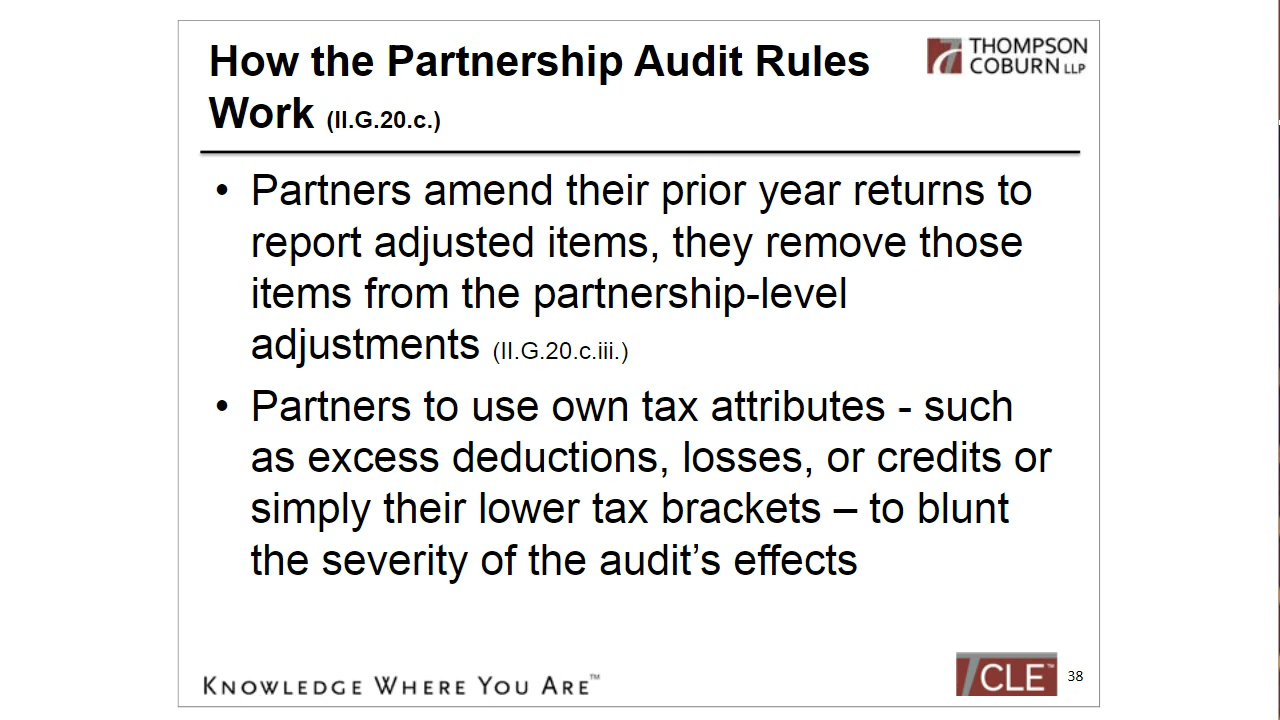 How the Partnership Audit Rules
Work (II.G.20.c.)
THOMPSON
COBURN LLP
• Partners amend their prior year returns to
report adjusted items, they remove those
items from the partnership-level
adjustments (II.G.20.c.iii.)
• Partners to use own tax attributes - such
as excess deductions, losses, or credits or
simply their lower tax brackets – to blunt
the severity of the audit’s effects
KNOWLEDGE WHERE YOU ARE™
CLE™
38